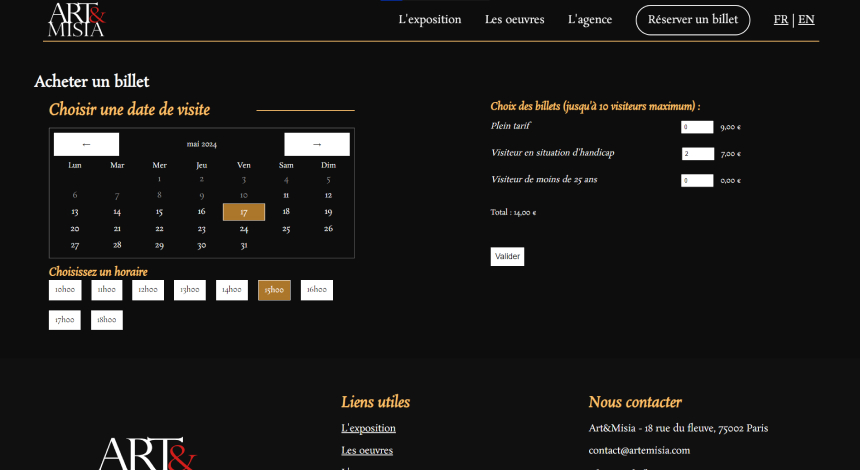 ART&
MISIA
L'exposition Les oeuvres L'agence Réserver un billet FR | EN
Acheter un billet
Choisir une date de visite
← mai 2024 →
Lun Mar Mer Jeu Ven Sam Dim
1 2 3 4 5
6 7 8 9 10 11 12
13 14 15 16 17 18 19
20 21 22 23 24 25 26
27 28 29 30 31
Choisissez un horaire
10h00 11h00 12h00 13h00 14h00 15h00 16h00
17h00 18h00
Choix des billets (jusqu'à 10 visiteurs maximum) :
Plein tarif 0 9,00 €
Visiteur en situation d'handicap 2 7,00 €
Visiteur de moins de 25 ans 0 0,00 €
Total : 14,00 €
Valider
ART&
Liens utiles
L'exposition
Les oeuvres
Nous contacter
Art&Misia - 18 rue du fleuve, 75002 Paris
contact@artemisia.com